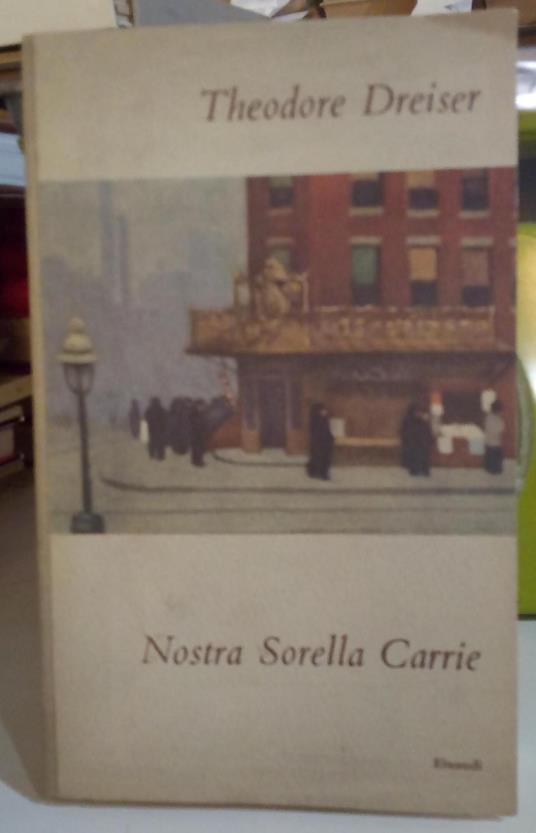 Theodore Dreiser
Nostra Sorella Carrie
Einaudi